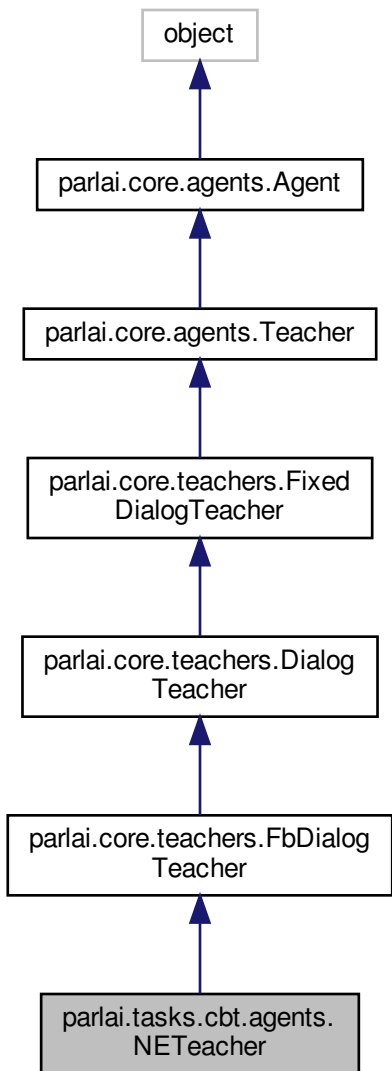 object
parlai.core.agents.Agent
parlai.core.agents.Teacher
parlai.core.teachers.Fixed
DialogTeacher
parlai.core.teachers.Dialog
Teacher
parlai.core.teachers.FbDialog
Teacher
parlai.tasks.cbt.agents.
NETeacher